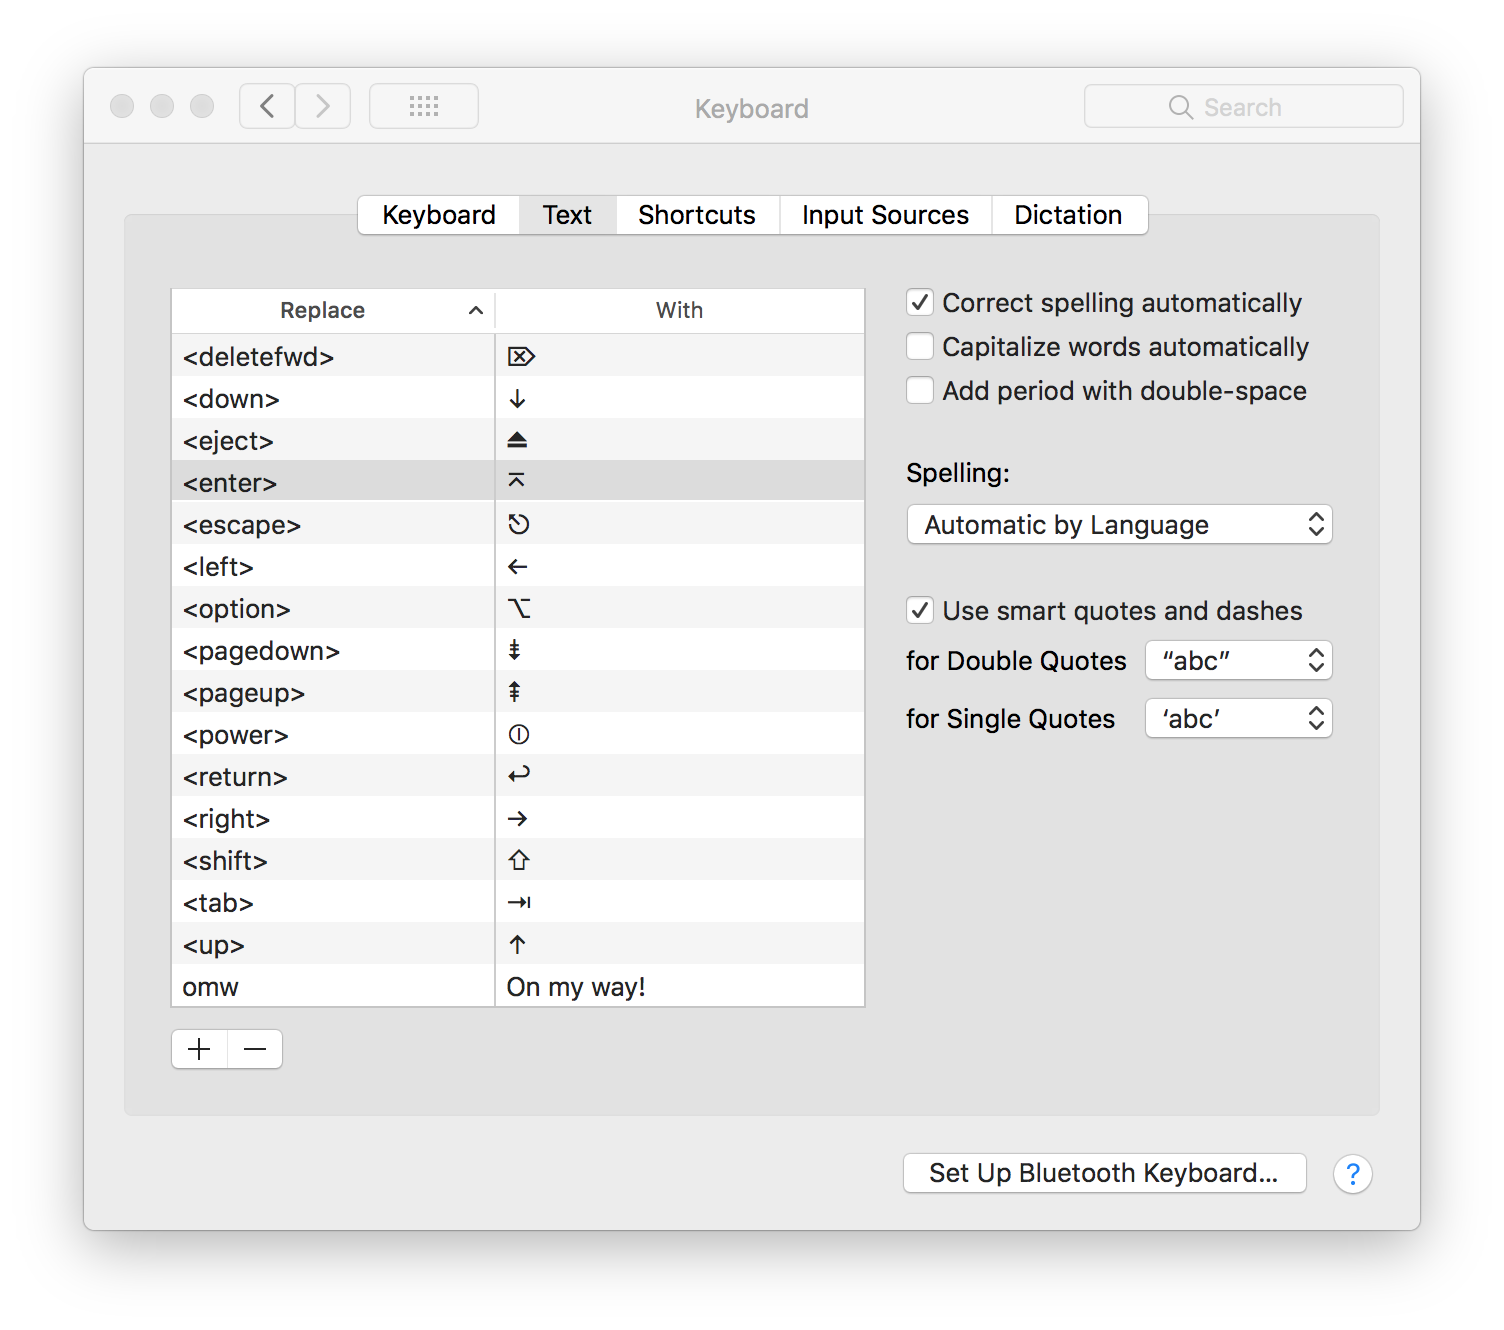 Keyboard
Search
Keyboard Text Shortcuts Input Sources Dictation
Replace With
<deletefwd> ⌦
<down> ↓
<eject> ⏏
<enter> ⌅
<escape> ⎋
<left> ←
<option> ⌥
<pagedown> ⇟
<pageup> ⇞
<power> ⌽
<return> ↩
<right> →
<shift> ⇧
<tab> ⇥
<up> ↑
omw On my way!
Correct spelling automatically
Capitalize words automatically
Add period with double-space
Spelling:
Automatic by Language
Use smart quotes and dashes
for Double Quotes “abc”
for Single Quotes ‘abc’
Set Up Bluetooth Keyboard...
?